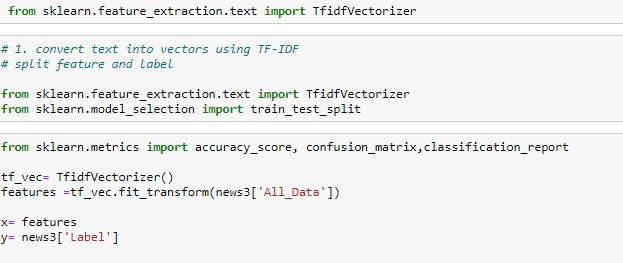 from sklearn.feature_extraction.text import TfidfVectorizer
# 1. convert text into vectors using TF-IDF
# split feature and label
from sklearn.feature_extraction.text import TfidfVectorizer
from sklearn.model_selection import train_test_split
from sklearn.metrics import accuracy_score, confusion_matrix,classification_report
tf_vec= TfidfVectorizer()
features =tf_vec.fit_transform(news3['All_Data'])
x= features
y= news3['Label']